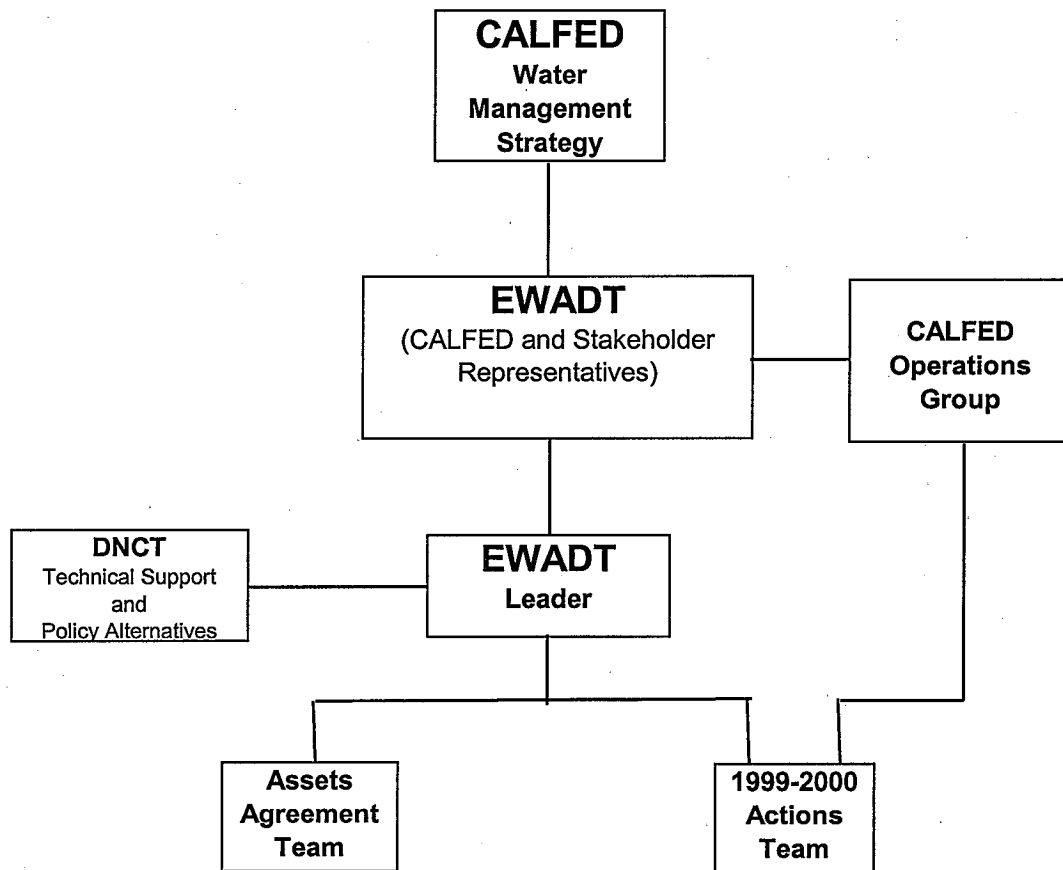 CALFED
Water
Management
Strategy
EWADT
(CALFED and Stakeholder
Representatives)
CALFED
Operations
Group
DNCT
Technical Support
and
Policy Alternatives
EWADT
Leader
Assets
Agreement
Team
1999-2000
Actions
Team